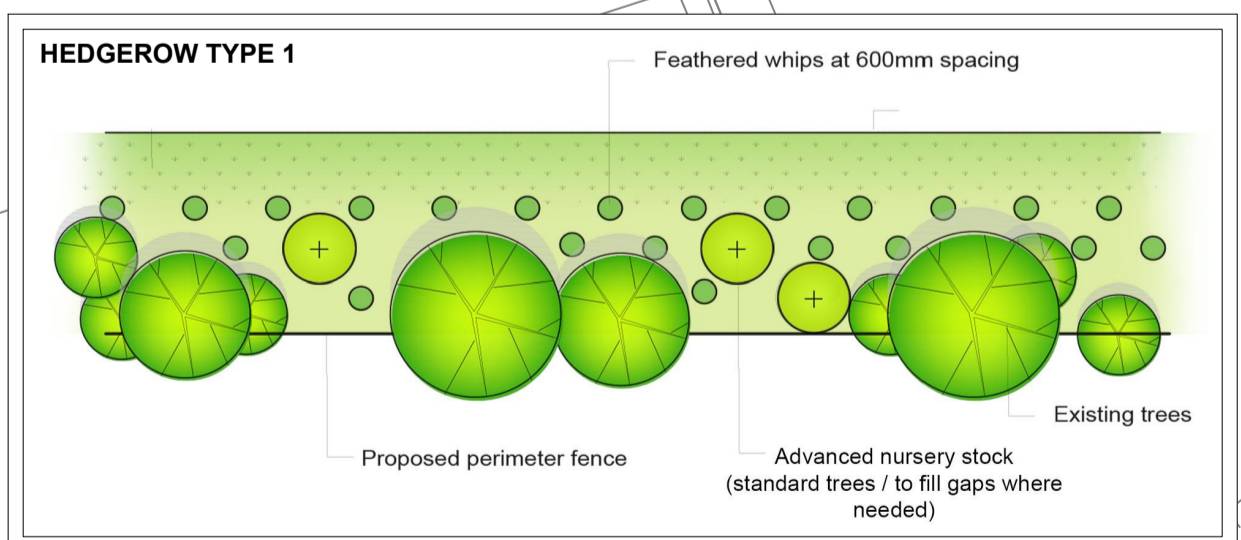 HEDGEROW TYPE 1
Feathered whips at 600mm spacing
Existing trees
Proposed perimeter fence
Advanced nursery stock
(standard trees / to fill gaps where
needed)